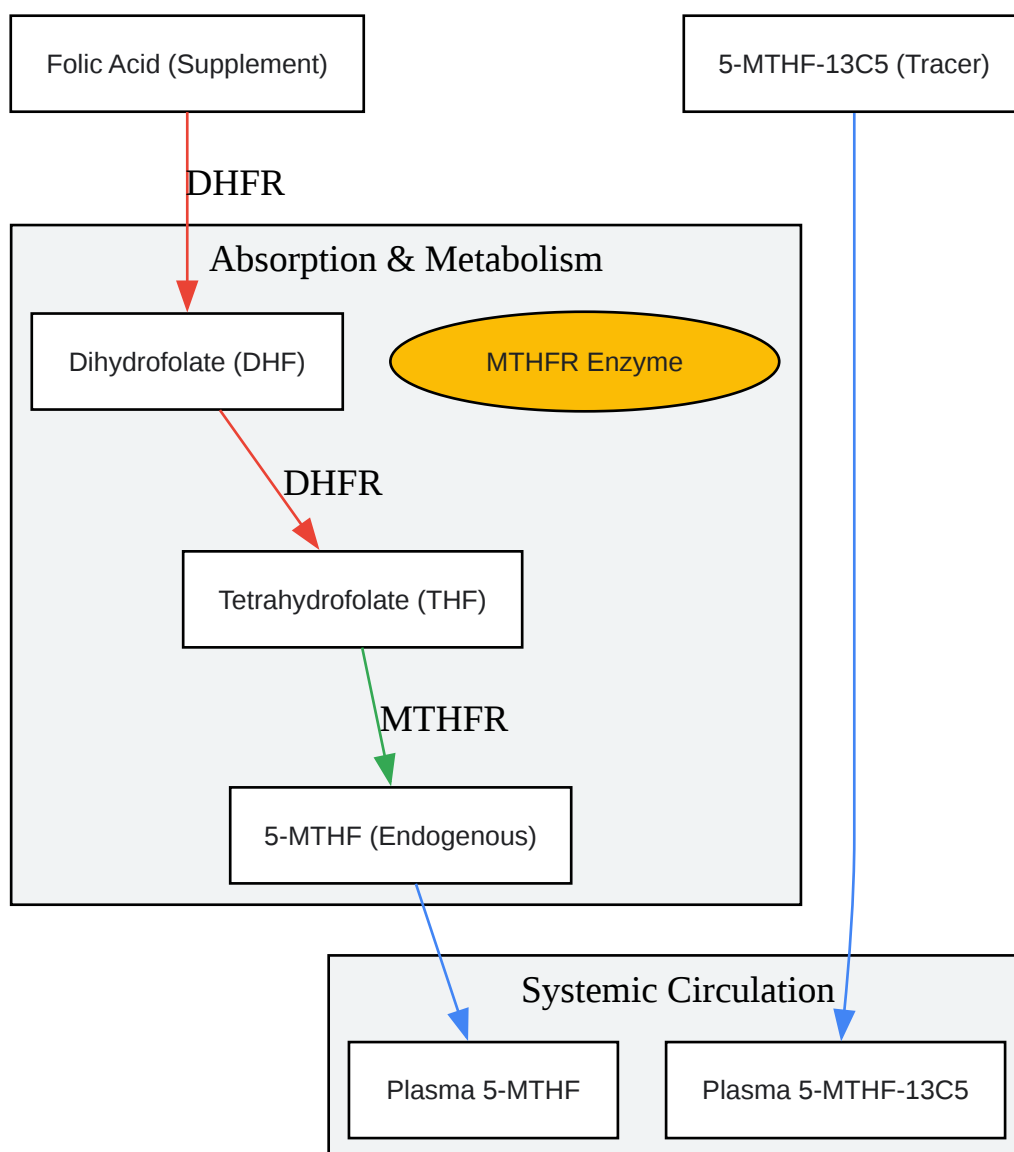 Folic Acid (Supplement)
5-MTHF-13C5 (Tracer)
DHFR
Absorption & Metabolism
Dihydrofolate (DHF)
MTHFR Enzyme
DHFR
Tetrahydrofolate (THF)
MTHFR
5-MTHF (Endogenous)
Systemic Circulation
Plasma 5-MTHF
Plasma 5-MTHF-13C5